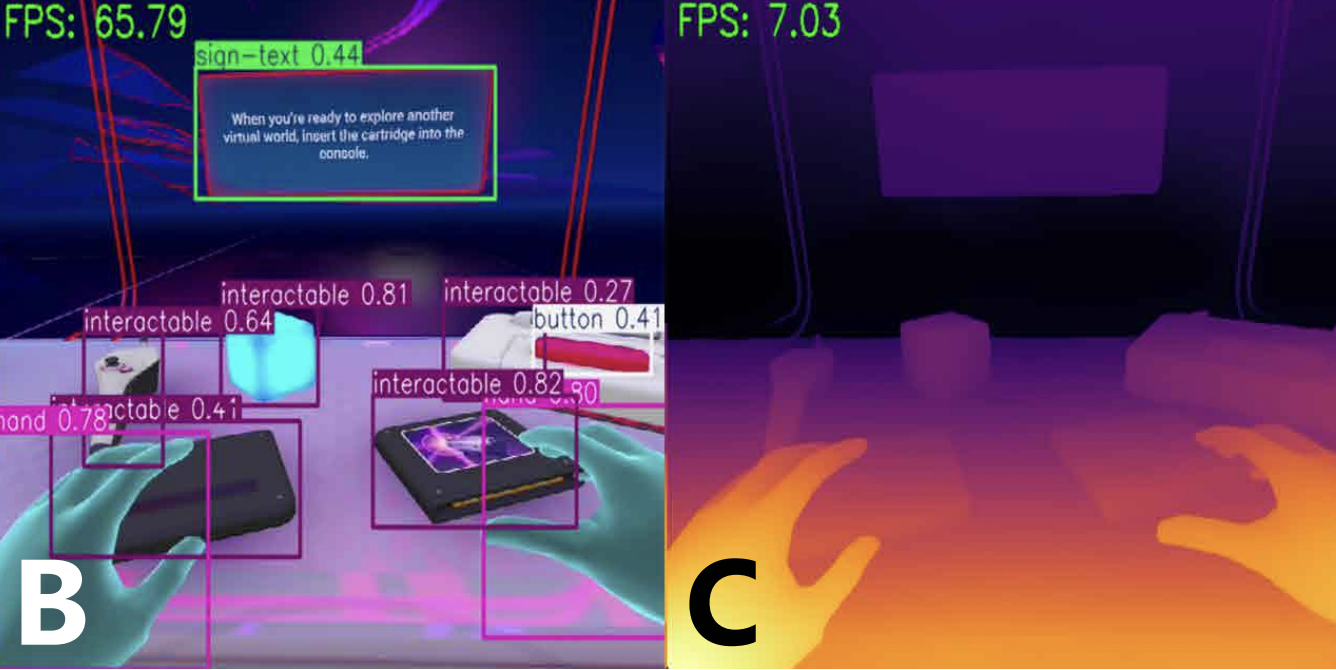 FPS: 65.79
FPS: 7.03
sign-text 0.44
When you're ready to explore another
virtual world, insert the cartridge into the
console.
interactable 0.81
interactable 0.27
interactable 0.64
button 0.41
interactable 0.82
hand 0.80
interactable 0.41
hand 0.78
B
C